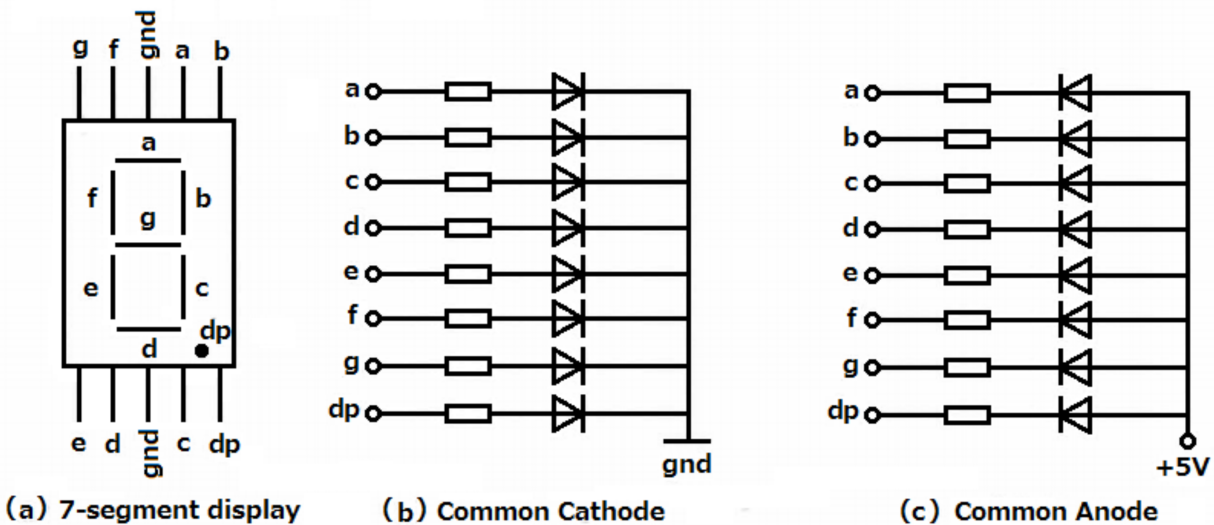 g f gnd a b
a
f b
g
e c
dp
d
e d gnd c dp
(a) 7-segment display
a
b
c
d
e
f
g
dp
gnd
(b) Common Cathode
a
b
c
d
e
f
g
dp
+5V
(c) Common Anode